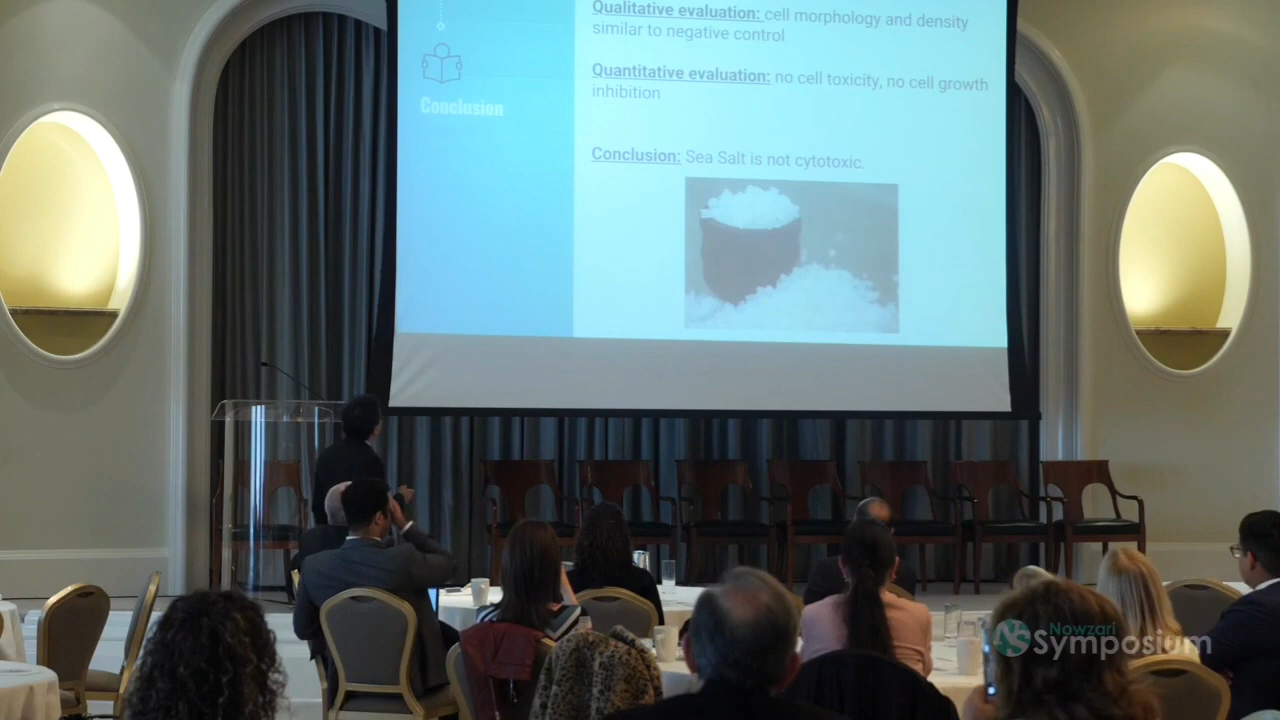 Qualitative evaluation: cell morphology and density
similar to negative control
Quantitative evaluation: no cell toxicity, no cell growth
inhibition
Conclusion
Conclusion: Sea Salt is not cytotoxic.
NS Nowzari
Symposium